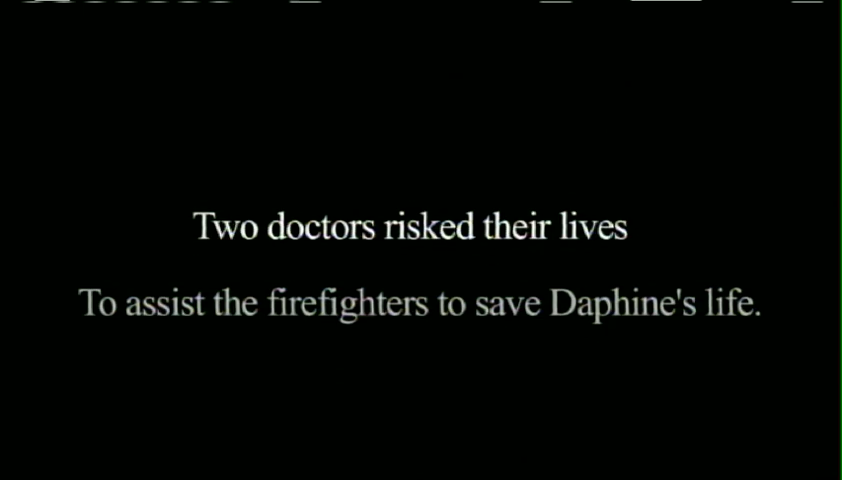 Two doctors risked their lives
To assist the firefighters to save Daphine's life.